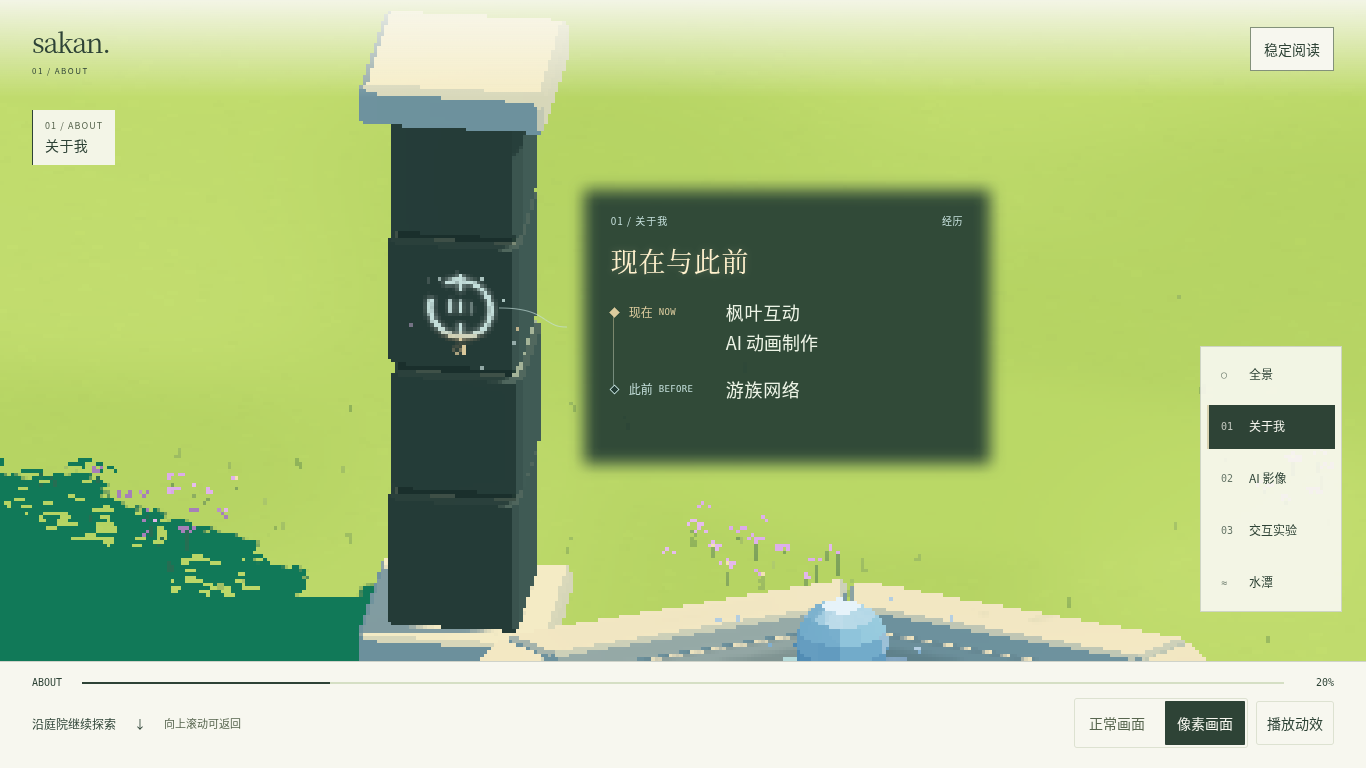 sakan.
01 / ABOUT
稳定阅读
01 / ABOUT
关于我
01 / 关于我
经历
现在与此前
现在 NOW
枫叶互动
AI 动画制作
此前 BEFORE
游族网络
全景
01 关于我
02 AI 影像
03 交互实验
≈ 水潭
ABOUT
20%
沿庭院继续探索 ↓ 向上滚动可返回
正常画面
像素画面
播放动效